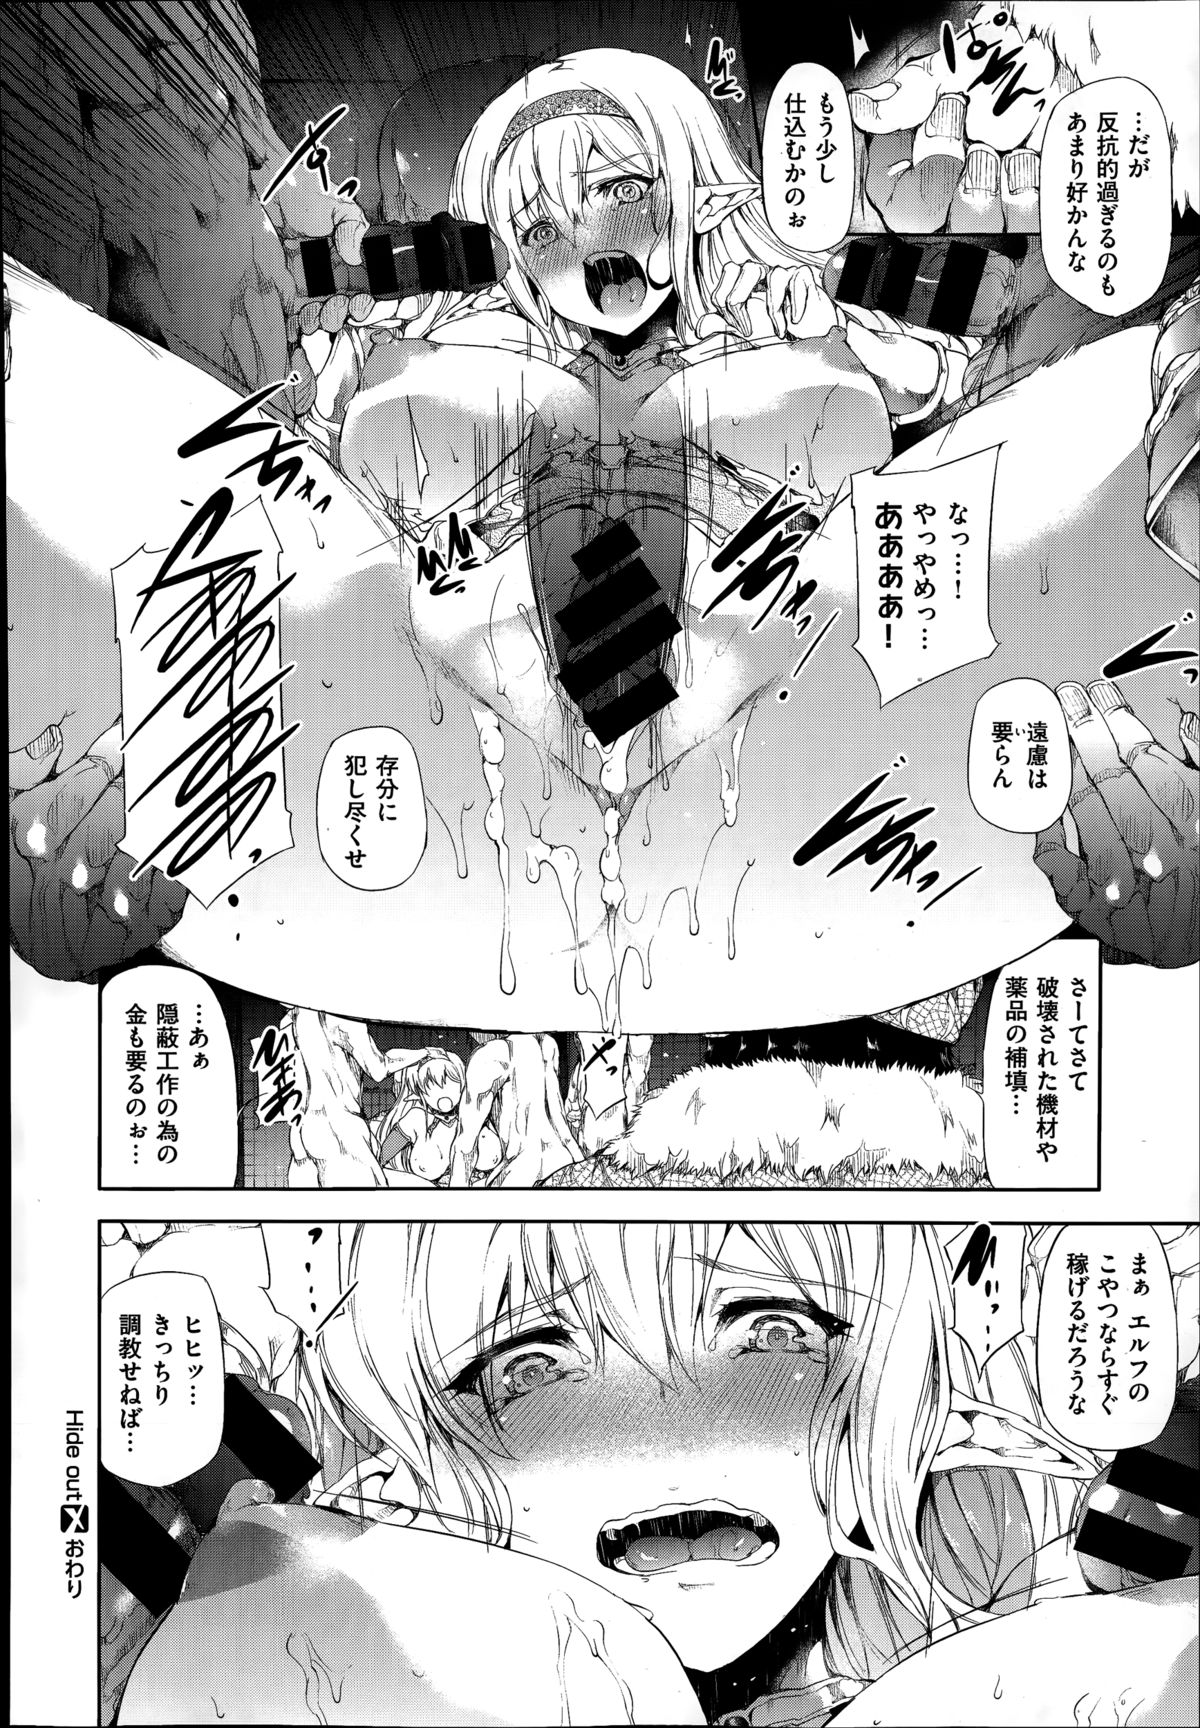 …だが
反抗的過ぎるのも
あまり好かんな
もう少し
仕込むかのぉ
なっ…!
やっやめっ…
ああああ!
遠慮は
要らん
い
存分に
犯し尽くせ
さーてさて
破壊された機材や
薬品の補填…
…あぁ
隠蔽工作の為の
金も要るのぉ…
まぁ エルフの
こやつならすぐ
稼げるだろうな
ヒヒッ…
きっちり
調教せねば…
Hide out X おわり